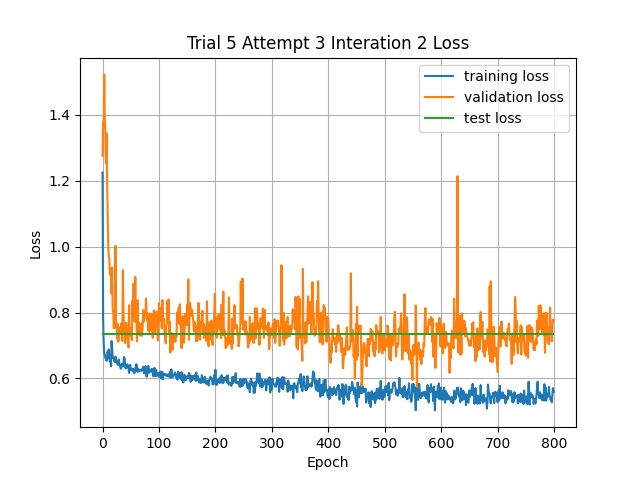 Trial 5 Attempt 3 Interation 2 Loss
training loss
validation loss
test loss
1.4
1.2
1.0
0.8
0.6
Loss
0 100 200 300 400 500 600 700 800
Epoch